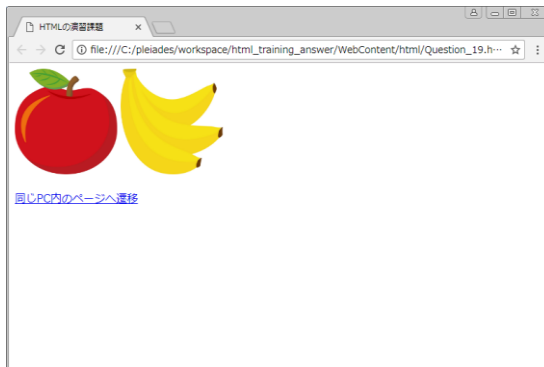 HTMLの演習課題
file:///C:/pleiades/workspace/html_training_answer/WebContent/html/Question_19.h…
同じPC内のページへ遷移